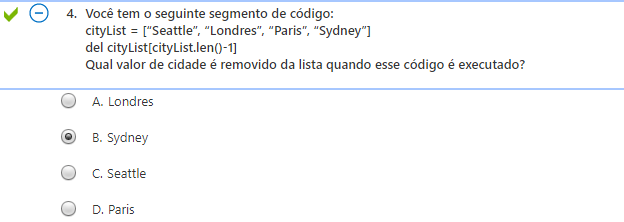 4. Você tem o seguinte segmento de código:
cityList = ["Seattle", “Londres”, “Paris”, “Sydney”]
del cityList[cityList.len()-1]
Qual valor de cidade é removido da lista quando esse código é executado?
A. Londres
B. Sydney
C. Seattle
D. Paris